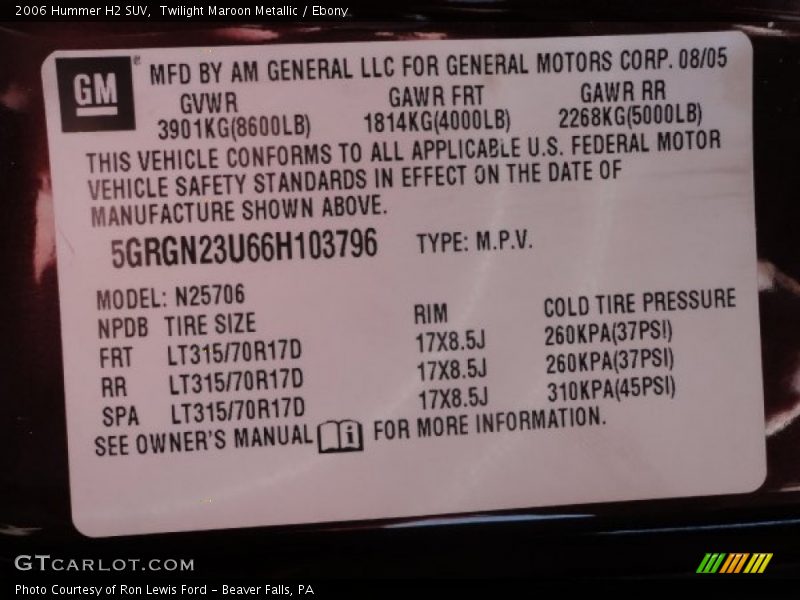 2006 Hummer H2 SUV,  Twilight Maroon Metallic / Ebony
GM® MFD BY AM GENERAL LLC FOR GENERAL MOTORS CORP. 08/05
GVWR GAWR FRT GAWR RR
3901KG(8600LB) 1814KG(4000LB) 2268KG(5000LB)
THIS VEHICLE CONFORMS TO ALL APPLICABLE U.S. FEDERAL MOTOR
VEHICLE SAFETY STANDARDS IN EFFECT ON THE DATE OF
MANUFACTURE SHOWN ABOVE.
5GRGN23U66H103796 TYPE: M.P.V.
MODEL: N25706
NPDB TIRE SIZE RIM COLD TIRE PRESSURE
FRT LT315/70R17D 17X8.5J 260KPA(37PSI)
RR LT315/70R17D 17X8.5J 260KPA(37PSI)
SPA LT315/70R17D 17X8.5J 310KPA(45PSI)
SEE OWNER'S MANUAL i FOR MORE INFORMATION.
GTCARLOT.COM
Photo Courtesy of Ron Lewis Ford - Beaver Falls, PA